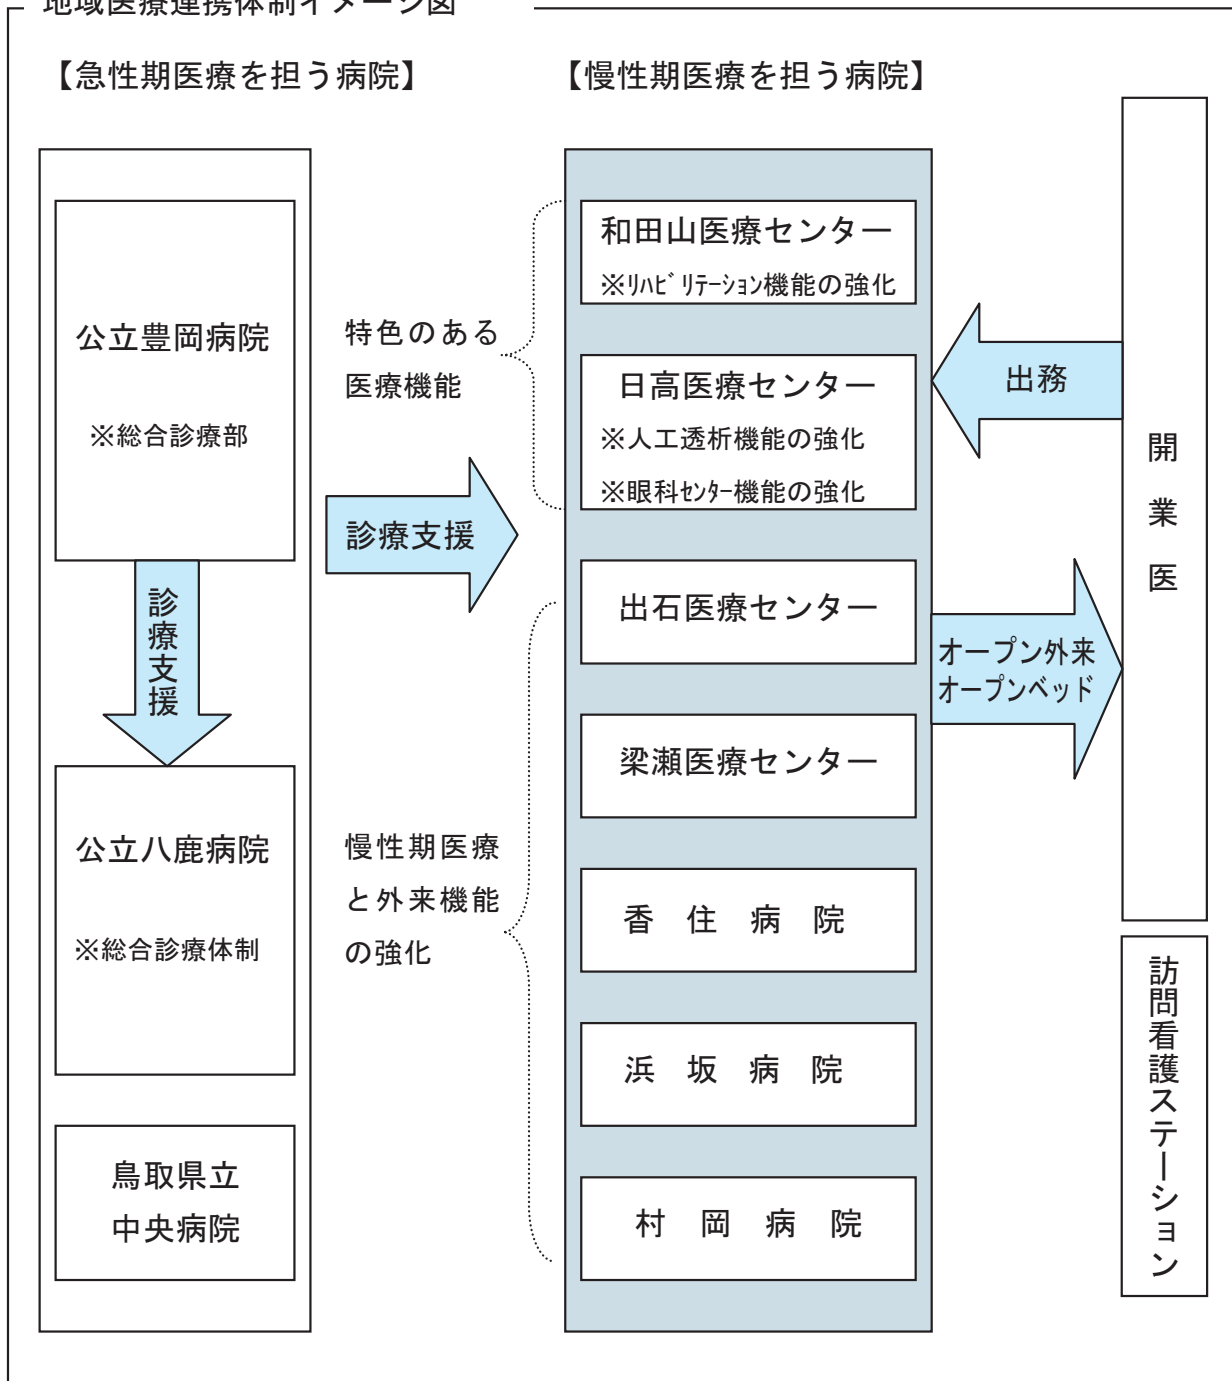 地域医療連携体制イメージ図
【急性期医療を担う病院】
【慢性期医療を担う病院】
公立豊岡病院
※総合診療部
診療支援
公立八鹿病院
※総合診療体制
鳥取県立
中央病院
特色のある
医療機能
診療支援
慢性期医療
と外来機能
の強化
和田山医療センター
※ﾘﾊﾋﾞﾘﾃｰｼｮﾝ機能の強化
日高医療センター
※人工透析機能の強化
※眼科ｾﾝﾀｰ機能の強化
出石医療センター
梁瀬医療センター
香住病院
浜坂病院
村岡病院
出務
オープン外来
オープンベッド
開業医
訪問看護ステーション